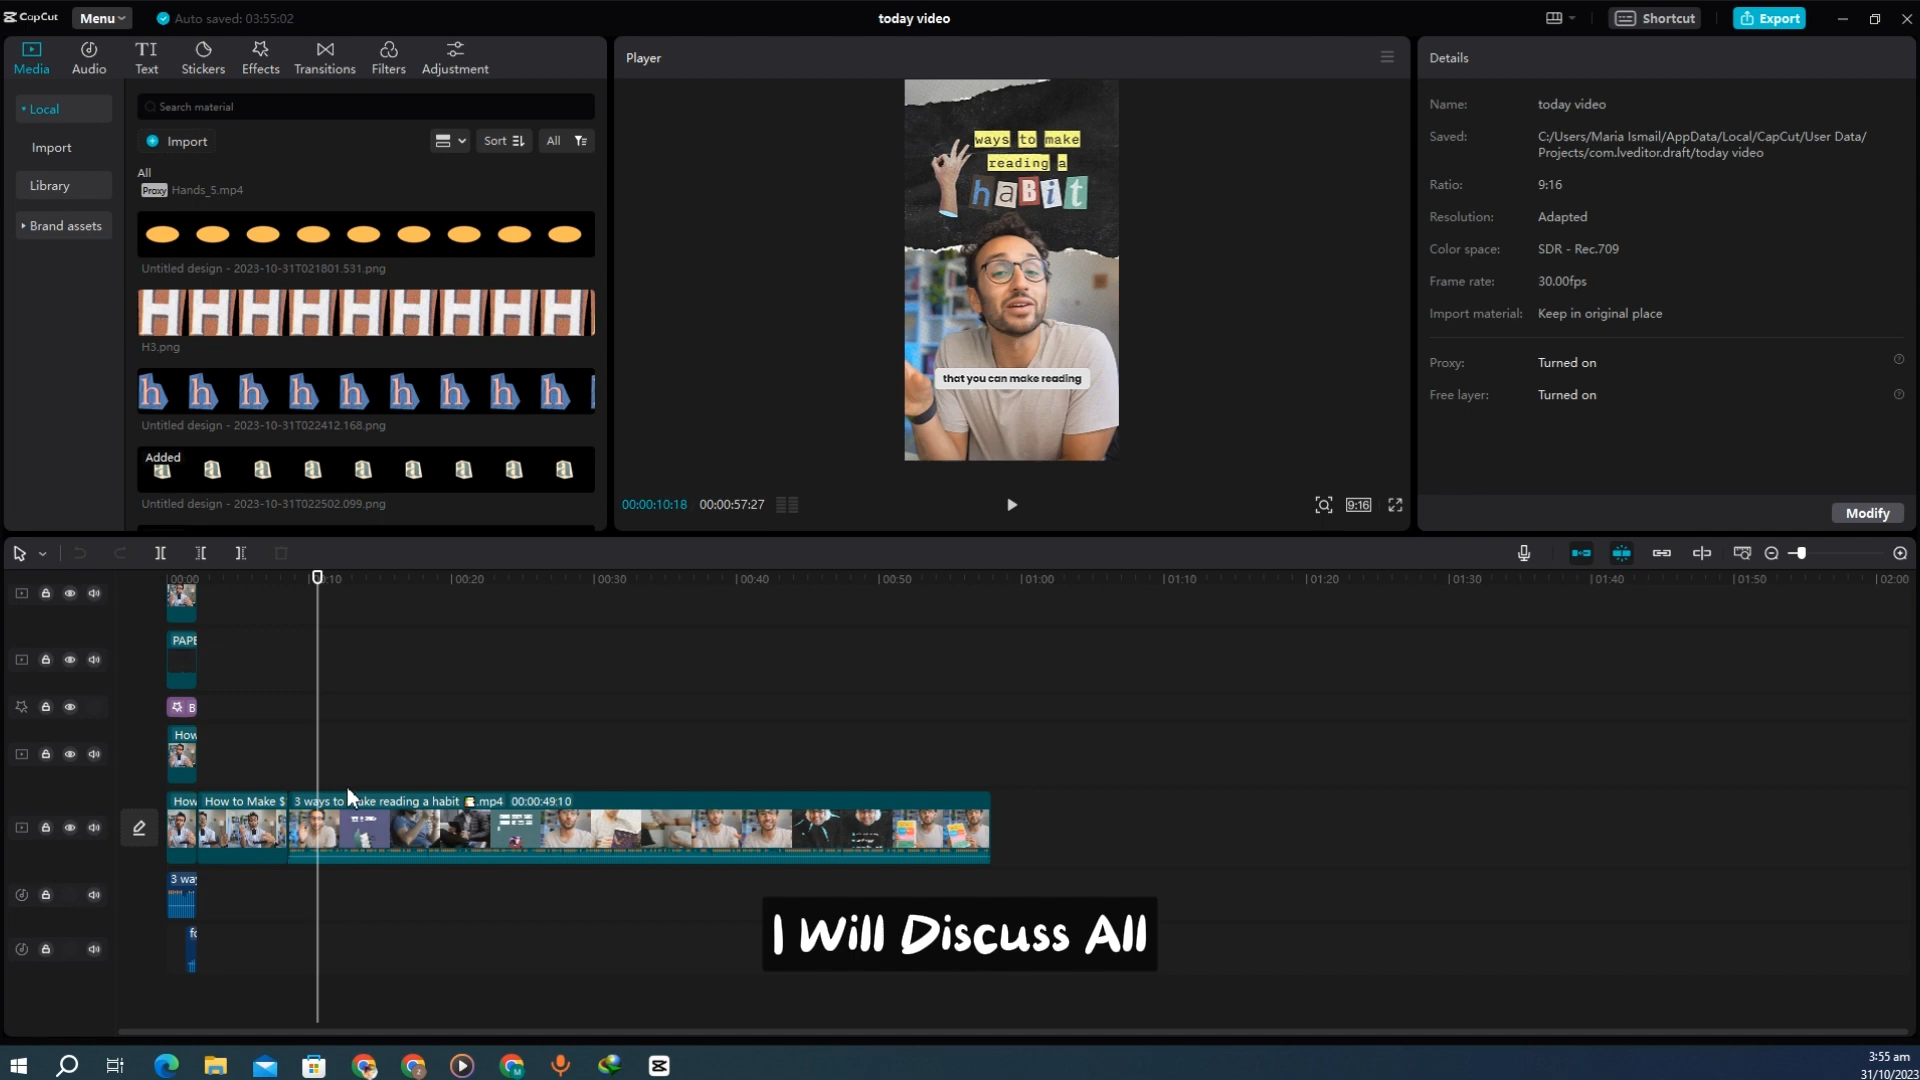 CapCut
Menu
Auto saved: 03:55:02
today video
Shortcut
Export
Media
Audio
TI
Text
Stickers
Effects
Transitions
Filters
Adjustment
Player
Details
Local
Import
Library
Brand assets
Search material
Import
Sort
All
All
Proxy Hands_5.mp4
Untitled design - 2023-10-31T021801.531.png
H H H H H H H H H
H3.png
h h h h h h h h h
Untitled design - 2023-10-31T022412.168.png
Added
a a a a a a a a a
Untitled design - 2023-10-31T022502.099.png
ways to make
reading a
haBit
that you can make reading
00:00:10:18
00:00:57:27
9:16
Name: today video
Saved: C:/Users/Maria Ismail/AppData/Local/CapCut/User Data/
Projects/com.lveditor.draft/today video
Ratio: 9:16
Resolution: Adapted
Color space: SDR - Rec.709
Frame rate: 30.00fps
Import material: Keep in original place
Proxy: Turned on
Free layer: Turned on
Modify
00:00
00:20
00:30
00:40
00:50
01:00
01:10
01:20
01:30
01:40
01:50
02:00
PAPE
B
How
How
How to Make $
3 ways to make reading a habit .mp4 00:00:49:10
3 way
I Will Discuss All
3:55 am
31/10/2023